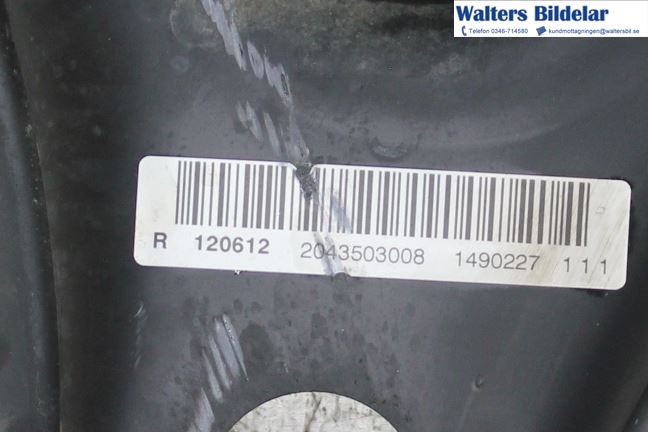 Walters Bildelar
Telefon 0346-714580 kundmottagningen@waltersbil.se
R 120612 2043503008 1490227 1 1 1